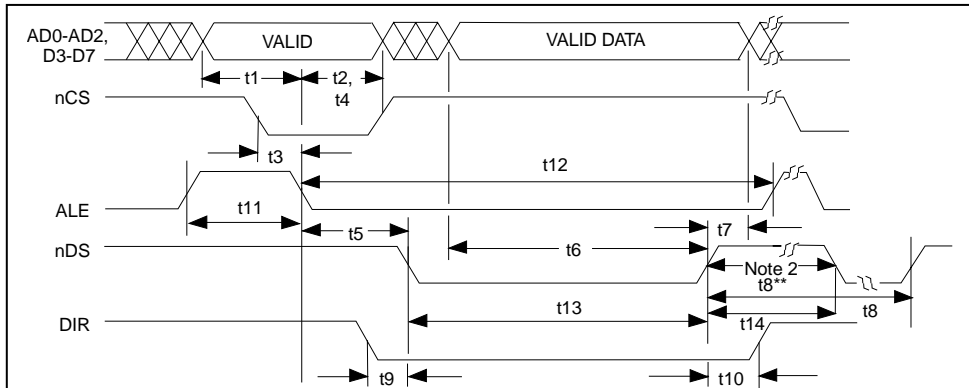 AD0-AD2,
D3-D7
VALID
VALID DATA
t1
t2,
t4
nCS
t3
t12
ALE
t11
t5
t7
nDS
t6
Note 2
t8**
t8
t13
t14
DIR
t9
t10